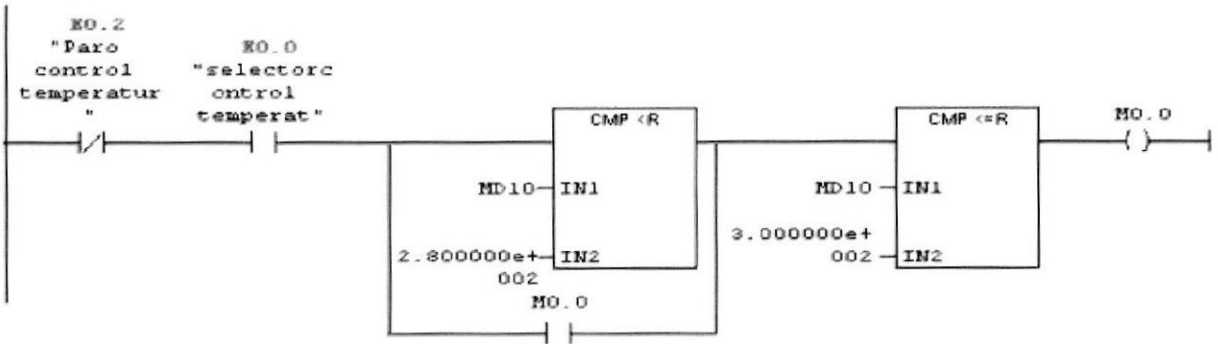 E0.2
"Paro
control
temperatur
"
E0.0
"selectorc
ontrol
temperat"
CMP <R
MD10
IN1
2.800000e+
002
IN2
M0.0
CMP <=R
MD10
IN1
3.000000e+
002
IN2
M0.0